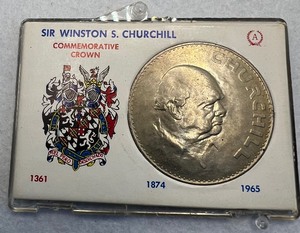 SIR WINSTON S. CHURCHILL
A
COMMEMORATIVE
CROWN
CHURCHILL
1361
1874
1965